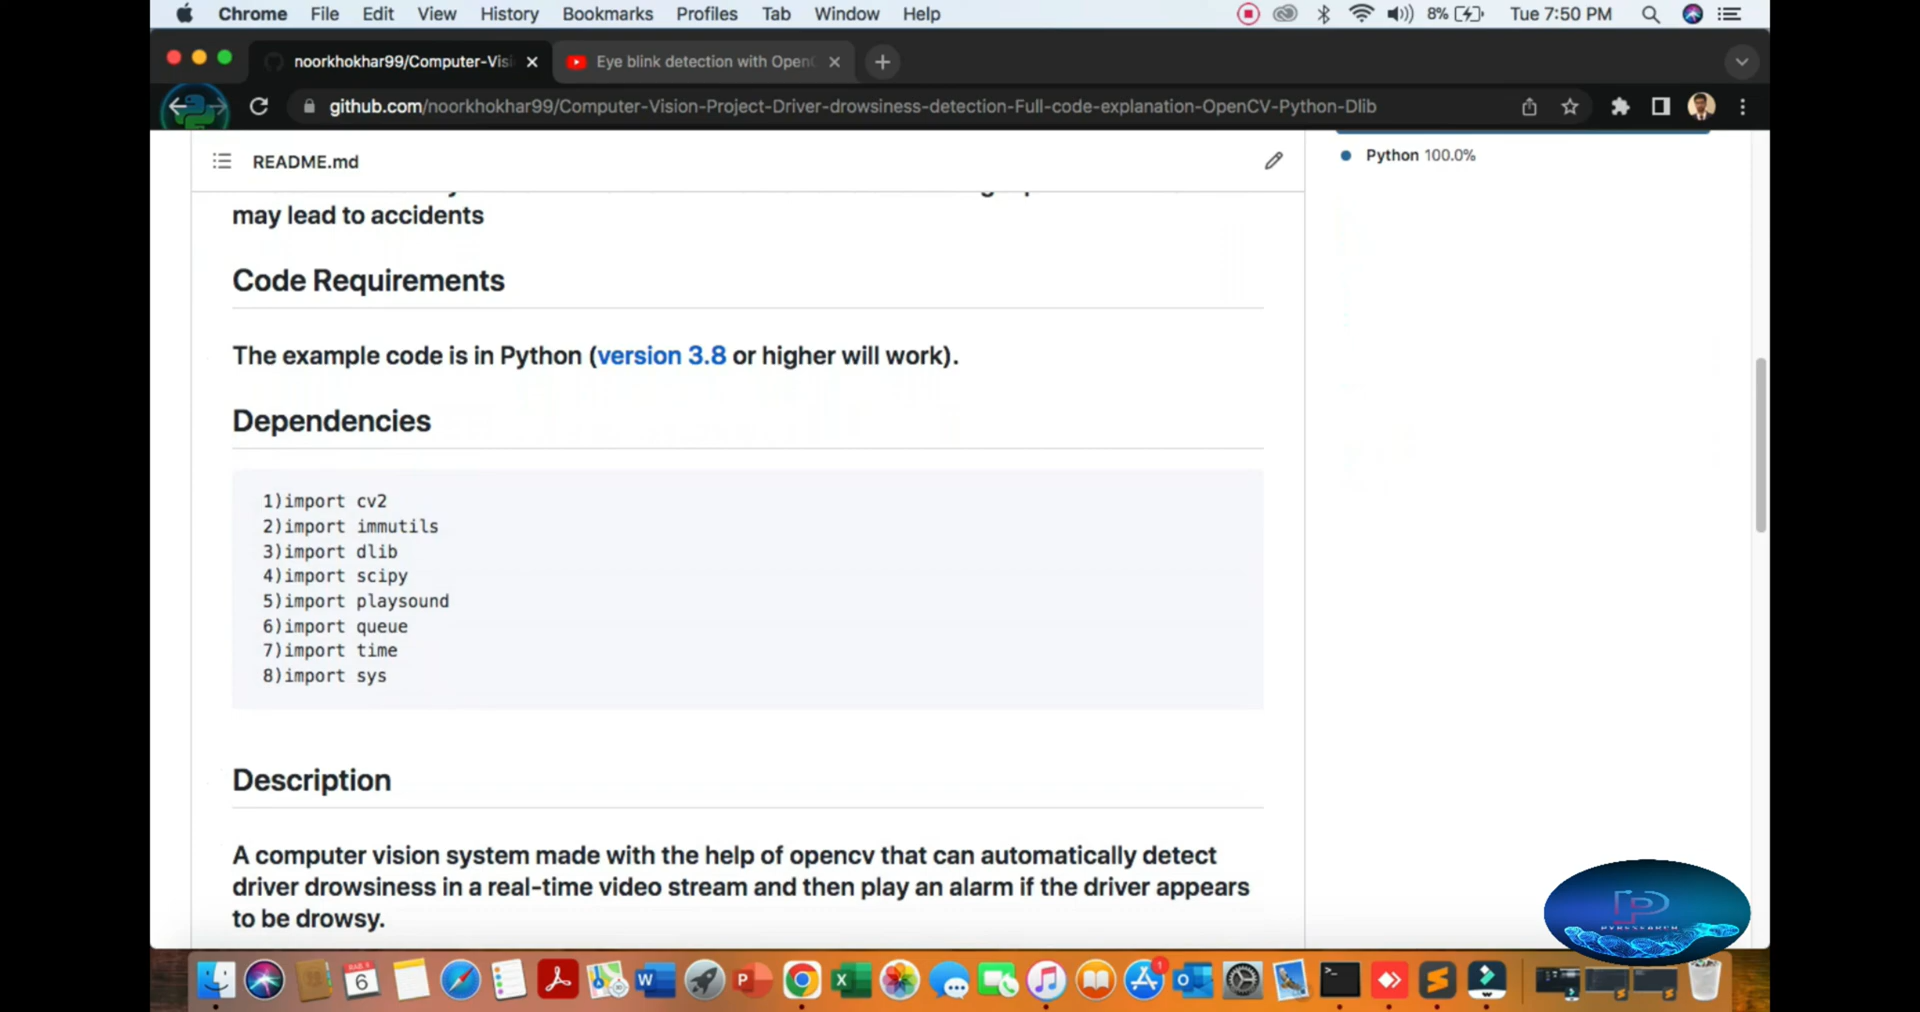 Chrome File Edit View History Bookmarks Profiles Tab Window Help 8% Tue 7:50 PM
noorkhokhar99/Computer-Vis Eye blink detection with Open
github.com/noorkhokhar99/Computer-Vision-Project-Driver-drowsiness-detection-Full-code-explanation-OpenCV-Python-Dlib
README.md
Python 100.0%
may lead to accidents
Code Requirements
The example code is in Python (version 3.8 or higher will work).
Dependencies
1)import cv2
2)import immutils
3)import dlib
4)import scipy
5)import playsound
6)import queue
7)import time
8)import sys
Description
A computer vision system made with the help of opencv that can automatically detect
driver drowsiness in a real-time video stream and then play an alarm if the driver appears
to be drowsy.
PYRESEARCH
6
1